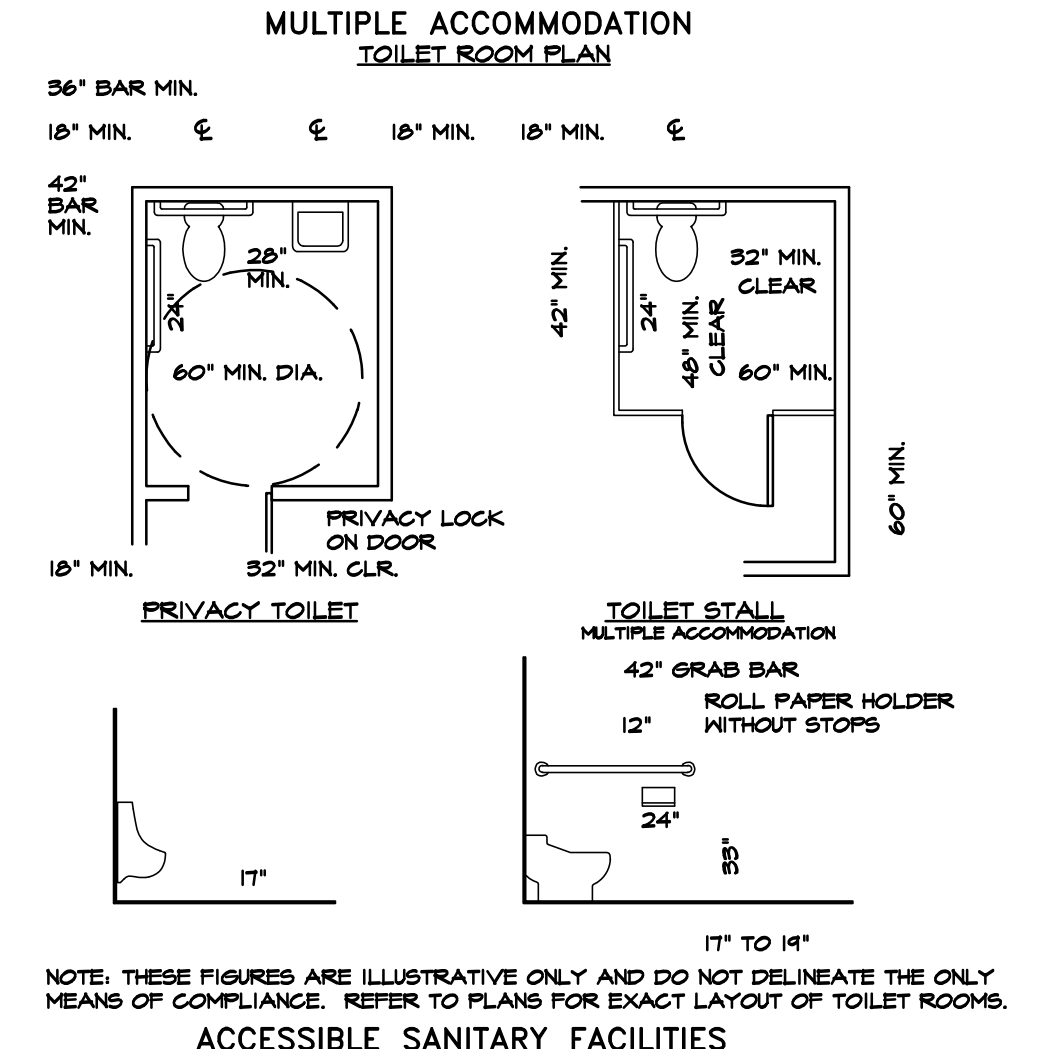 MULTIPLE ACCOMMODATION
TOILET ROOM PLAN
36" BAR MIN.
18" MIN. ℄ ℄ 18" MIN. 18" MIN. ℄
42"
BAR
MIN.
28"
MIN.
24"
60" MIN. DIA.
PRIVACY LOCK
ON DOOR
18" MIN. 32" MIN. CLR.
PRIVACY TOILET
42" MIN.
24"
32" MIN.
CLEAR
48" MIN.
CLEAR
60" MIN.
60" MIN.
TOILET STALL
MULTIPLE ACCOMMODATION
42" GRAB BAR
ROLL PAPER HOLDER
12" WITHOUT STOPS
24"
33"
17"
17" TO 19"
NOTE: THESE FIGURES ARE ILLUSTRATIVE ONLY AND DO NOT DELINEATE THE ONLY
MEANS OF COMPLIANCE. REFER TO PLANS FOR EXACT LAYOUT OF TOILET ROOMS.
ACCESSIBLE SANITARY FACILITIES